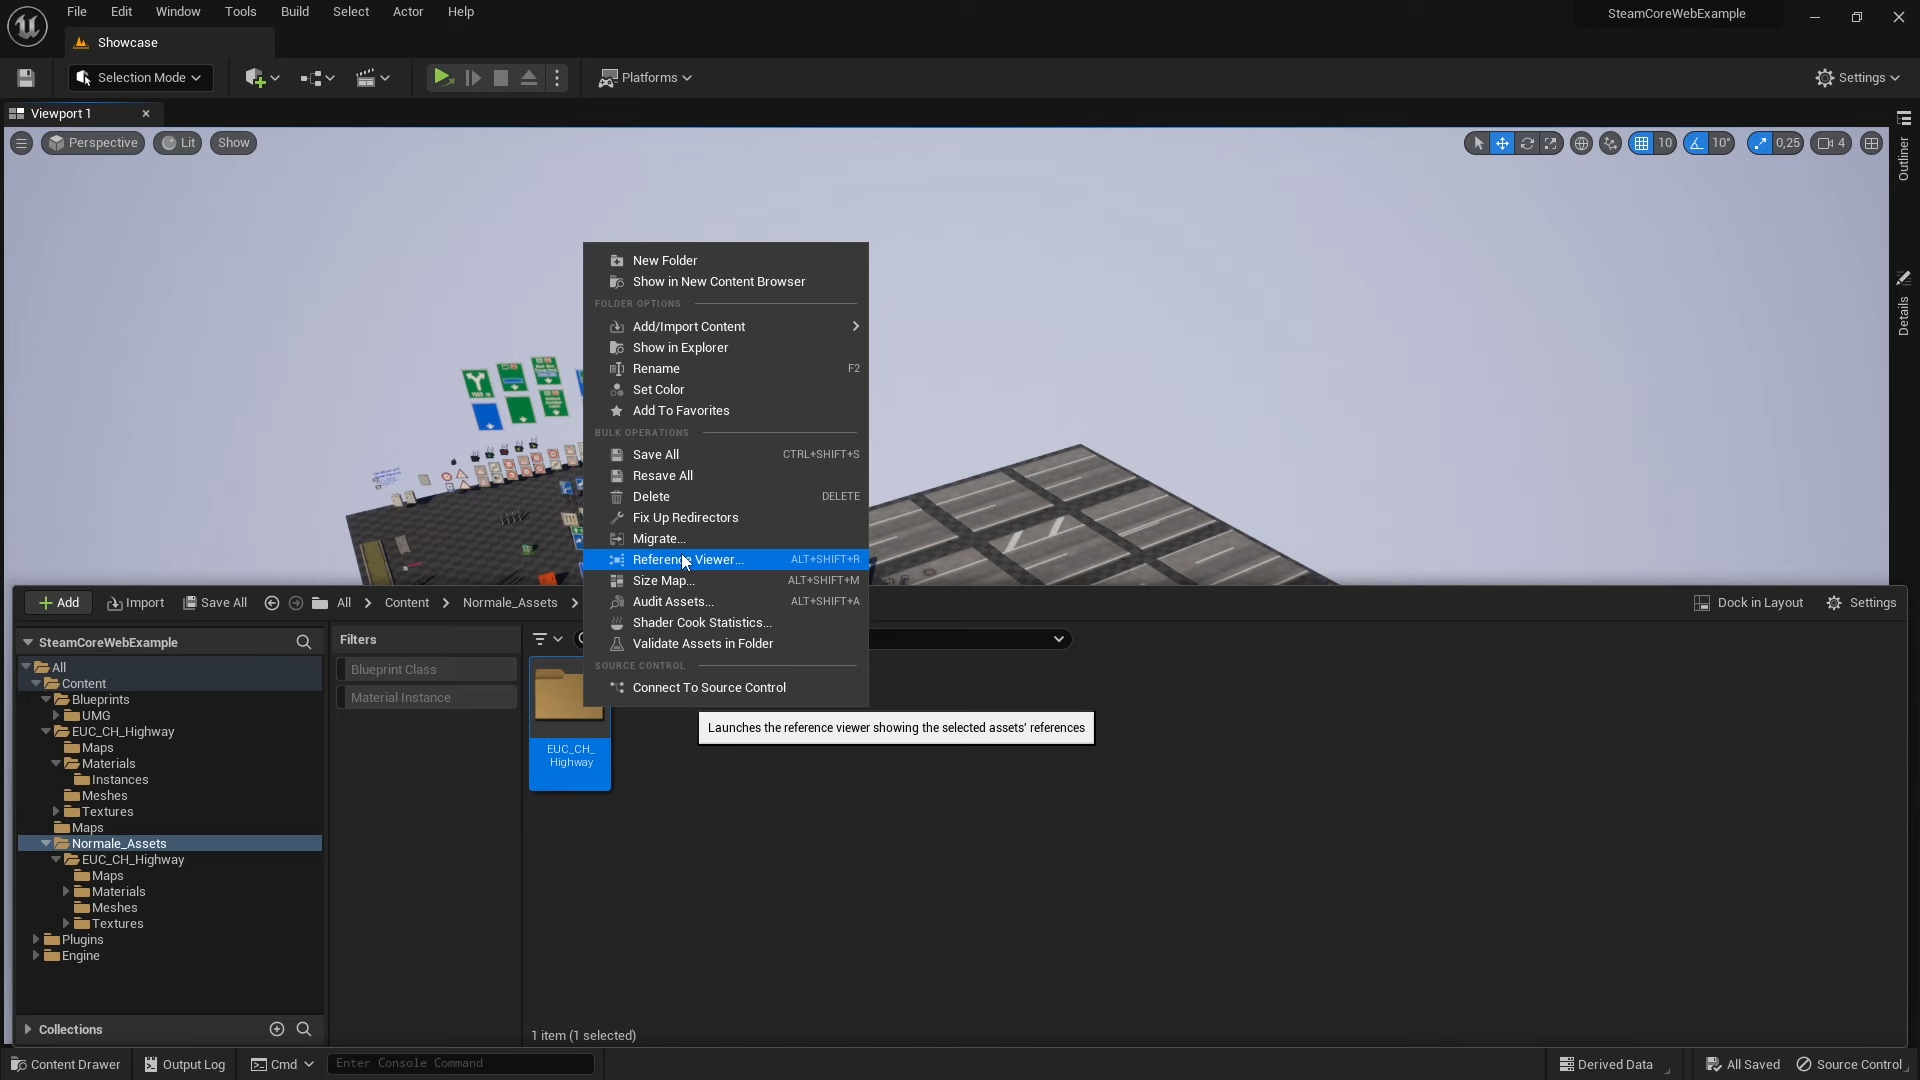 File Edit Window Tools Build Select Actor Help
SteamCoreWebExample
Showcase
Selection Mode
Platforms
Settings
Viewport 1
Perspective Lit Show
10 10° 0,25 4
Outliner
Details
New Folder
Show in New Content Browser
FOLDER OPTIONS
Add/Import Content
Show in Explorer
Rename F2
Set Color
Add To Favorites
BULK OPERATIONS
Save All CTRL+SHIFT+S
Resave All
Delete DELETE
Fix Up Redirectors
Migrate...
Reference Viewer... ALT+SHIFT+R
Size Map... ALT+SHIFT+M
Audit Assets... ALT+SHIFT+A
Shader Cook Statistics...
Validate Assets in Folder
SOURCE CONTROL
Connect To Source Control
Launches the reference viewer showing the selected assets' references
Add Import Save All All Content Normale_Assets
Dock in Layout Settings
SteamCoreWebExample
All
Content
Blueprints
UMG
EUC_CH_Highway
Maps
Materials
Instances
Meshes
Textures
Maps
Normale_Assets
EUC_CH_Highway
Maps
Materials
Meshes
Textures
Plugins
Engine
Collections
Filters
Blueprint Class
Material Instance
EUC_CH_
Highway
1 item (1 selected)
Content Drawer Output Log Cmd Enter Console Command
Derived Data All Saved Source Control